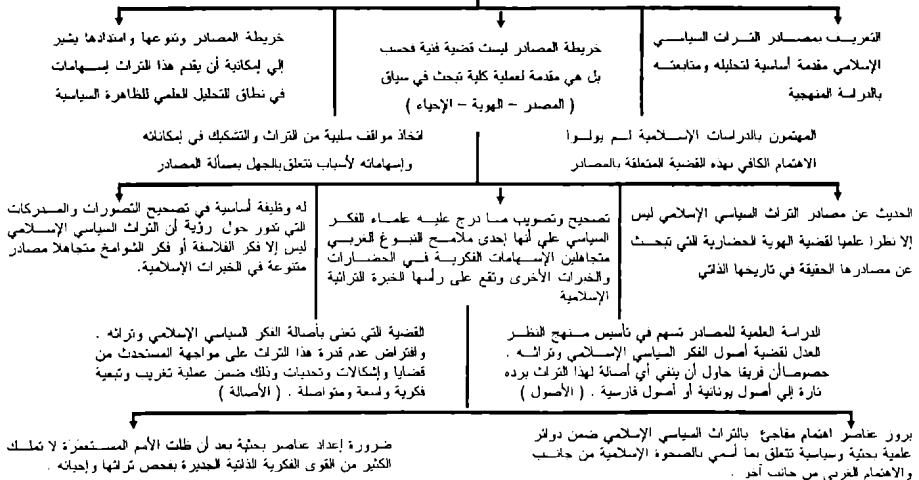 التعريف بمصادر التراث السياسي
الإسلامي مقدمة أساسية لتحليله ومتابعته
بالدراسة المنهجية
خريطة المصادر ليست قضية فنية فحسب
بل هي مقدمة لعملية كلية تبحث في سياق
( المصدر – الهوية – الإحياء )
خريطة المصادر وتنوعها وامتدادها يشير
إلي إمكانية أن يقدم هذا التراث إسهامات
في نطاق للتحليل العلمي للظاهرة السياسية
المهتمون بالدراسات الإسلامية لم يولوا
الاهتمام الكافي بهذه القضية المتعلقة بالمصادر
اتخاذ مواقف سلبية من التراث والتشكيك في إمكاناته
وإسهاماته لأسباب تتعلق بالجهل بمسألة المصادر
الحديث عن مصادر التراث السياسي الإسلامي ليس
إلا نظرا علميا لقضية الهوية الحضارية التي تبحث
عن مصادرها الحقيقة في تاريخها الذاتي
تصحيح وتصويب ما درج عليه علماء الفكر
السياسي علي أنها إحدى ملامح النبوغ الغربي
متجاهلين الإسهامات الفكرية في الحضارات
والخبرات الأخرى وتقع على رأسها الخبرة التراثية
الإسلامية
له وظيفة أساسية في تصحيح التصورات والمدركات
التي تدور حول رؤية أن التراث السياسي الإسلامي
ليس إلا فكر الفلاسفة أو فكر الشوامخ متجاهلا مصادر
متنوعة في الخبرات الإسلامية.
الدراسة العلمية للمصادر تسهم في تأسيس منهج النظر
العدل لقضية أصول الفكر السياسي الإسلامي وتراثه .
خصوصاأن فريقا حاول أن ينفي أي أصالة لهذا التراث برده
تارة إلي أصول يونانية أو أصول فارسية . ( الأصول )
القضية التي تعنى بأصالة الفكر السياسي الإسلامي وتراثه .
وافتراض عدم قدرة هذا التراث على مواجهة المستحدث من
قضايا وإشكالات وتحديات وذلك ضمن عملية تغريب وتبعية
فكرية واسعة ومتواصلة . ( الأصالة )
بروز عناصر اهتمام مفاجئ بالتراث السياسي الإسلامي ضمن دوائر
علمية بحثية وسياسية تتعلق بما أسمي بالصحوة الإسلامية من جانب
والاهتمام الغربي من جانب آخر .
ضرورة إعداد عناصر بحثية بعد أن ظلت الأمم المستعمرة لا تملك
الكثير من القوى الفكرية الذاتية الجديرة بفحص تراثها وإحيائه .